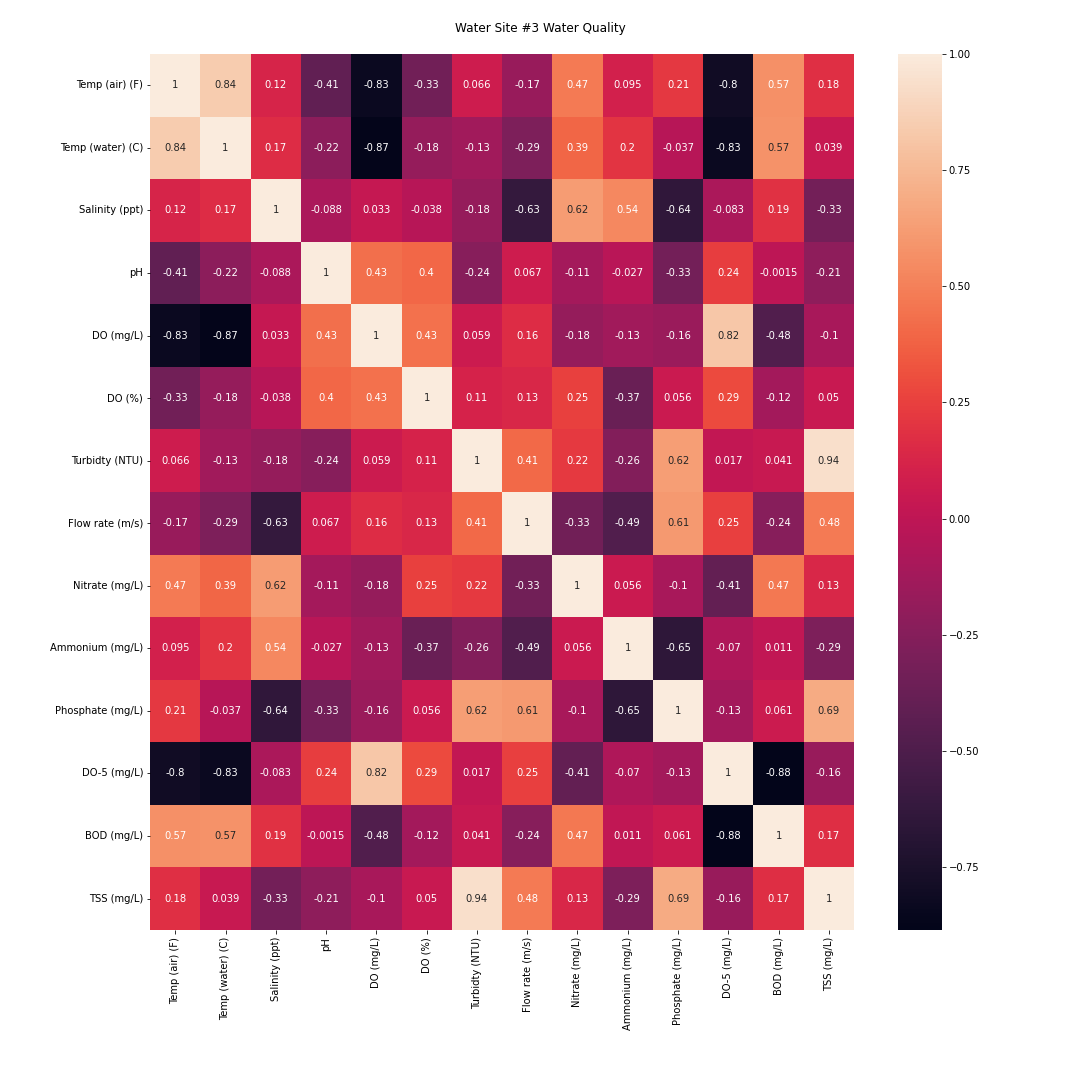 Water Site #3 Water Quality
Temp (air) (F) 1 0.84 0.12 -0.41 -0.83 -0.33 0.066 -0.17 0.47 0.095 0.21 -0.8 0.57 0.18
Temp (water) (C) 0.84 1 0.17 -0.22 -0.87 -0.18 -0.13 -0.29 0.39 0.2 -0.037 -0.83 0.57 0.039
Salinity (ppt) 0.12 0.17 1 -0.088 0.033 -0.038 -0.18 -0.63 0.62 0.54 -0.64 -0.083 0.19 -0.33
pH -0.41 -0.22 -0.088 1 0.43 0.4 -0.24 0.067 -0.11 -0.027 -0.33 0.24 -0.0015 -0.21
DO (mg/L) -0.83 -0.87 0.033 0.43 1 0.43 0.059 0.16 -0.18 -0.13 -0.16 0.82 -0.48 -0.1
DO (%) -0.33 -0.18 -0.038 0.4 0.43 1 0.11 0.13 0.25 -0.37 0.056 0.29 -0.12 0.05
Turbidty (NTU) 0.066 -0.13 -0.18 -0.24 0.059 0.11 1 0.41 0.22 -0.26 0.62 0.017 0.041 0.94
Flow rate (m/s) -0.17 -0.29 -0.63 0.067 0.16 0.13 0.41 1 -0.33 -0.49 0.61 0.25 -0.24 0.48
Nitrate (mg/L) 0.47 0.39 0.62 -0.11 -0.18 0.25 0.22 -0.33 1 0.056 -0.1 -0.41 0.47 0.13
Ammonium (mg/L) 0.095 0.2 0.54 -0.027 -0.13 -0.37 -0.26 -0.49 0.056 1 -0.65 -0.07 0.011 -0.29
Phosphate (mg/L) 0.21 -0.037 -0.64 -0.33 -0.16 0.056 0.62 0.61 -0.1 -0.65 1 -0.13 0.061 0.69
DO-5 (mg/L) -0.8 -0.83 -0.083 0.24 0.82 0.29 0.017 0.25 -0.41 -0.07 -0.13 1 -0.88 -0.16
BOD (mg/L) 0.57 0.57 0.19 -0.0015 -0.48 -0.12 0.041 -0.24 0.47 0.011 0.061 -0.88 1 0.17
TSS (mg/L) 0.18 0.039 -0.33 -0.21 -0.1 0.05 0.94 0.48 0.13 -0.29 0.69 -0.16 0.17 1
Temp (air) (F)
Temp (water) (C)
Salinity (ppt)
pH
DO (mg/L)
DO (%)
Turbidty (NTU)
Flow rate (m/s)
Nitrate (mg/L)
Ammonium (mg/L)
Phosphate (mg/L)
DO-5 (mg/L)
BOD (mg/L)
TSS (mg/L)
1.00
0.75
0.50
0.25
0.00
−0.25
−0.50
−0.75